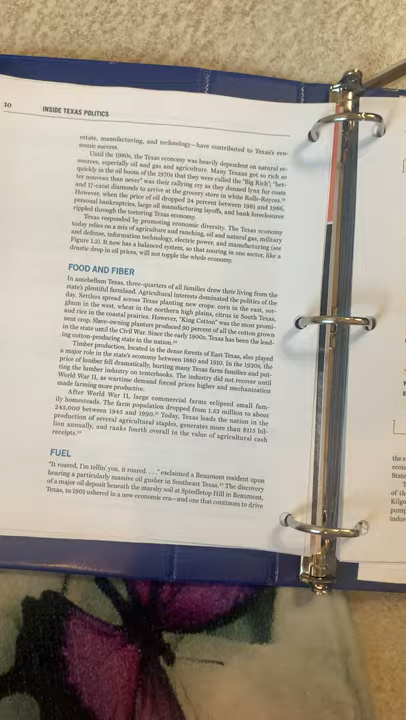 10 INSIDE TEXAS POLITICS
estate, manufacturing, and technology—have contributed to Texas's eco-
nomic success.
Until the 1980s, the Texas economy was heavily dependent on natural re-
sources, especially oil and gas and agriculture. Many Texans got so rich so
quickly in the oil boom of the 1970s that they were called the "Big Rich"; "bet-
ter nouveau than never" was their rallying cry as they donned lynx fur coats
and 17-carat diamonds to arrive at the grocery store in white Rolls-Royces.
However, when the price of oil dropped 24 percent between 1981 and 1986,
personal bankruptcies, large oil manufacturing layoffs, and bank foreclosures
rippled through the teetering Texas economy.
Texas responded by promoting economic diversity. The Texas economy
today relies on a mix of agriculture and ranching, oil and natural gas, military
and defense, information technology, electric power, and manufacturing (see
Figure 1.2). It now has a balanced system, so that souring in one sector, like a
drastic drop in oil prices, will not topple the whole economy.
FOOD AND FIBER
In antebellum Texas, three-quarters of all families drew their living from the
state's plentiful farmland. Agricultural interests dominated the politics of the
day. Settlers spread across Texas planting new crops: corn in the east, sor-
ghum in the west, wheat in the northern high plains, citrus in South Texas,
and rice in the coastal prairies. However, "King Cotton" was the most promi-
nent crop. Slave-owning planters produced 90 percent of all the cotton grown
in the state until the Civil War. Since the early 1900s, Texas has been the lead-
ing cotton-producing state in the nation.
Timber production, located in the dense forests of East Texas, also played
a major role in the state's economy between 1880 and 1910. In the 1920s, the
price of lumber fell dramatically, hurting many Texas farm families and put-
ting the lumber industry on tenterhooks. The industry did not recover until
World War II, as wartime demand forced prices higher and mechanization
made farming more productive.
After World War II, large commercial farms eclipsed small fam-
ily homesteads. The farm population dropped from 1.52 million to about
245,000 between 1945 and 1990. Today, Texas leads the nation in the
production of several agricultural staples, generates more than $115 bil-
lion annually, and ranks fourth overall in the value of agricultural cash
receipts.
FUEL
"It roared, I'm tellin' you, it roared. . . ." exclaimed a Beaumont resident upon
hearing a particularly massive oil gusher in Southeast Texas. The discovery
of a major oil deposit beneath the marshy soil at Spindletop Hill in Beaumont,
Texas, in 1901 ushered in a new economic era—and one that continues to drive
the s
econo
State
T
of th
Kilgo
pump
indus